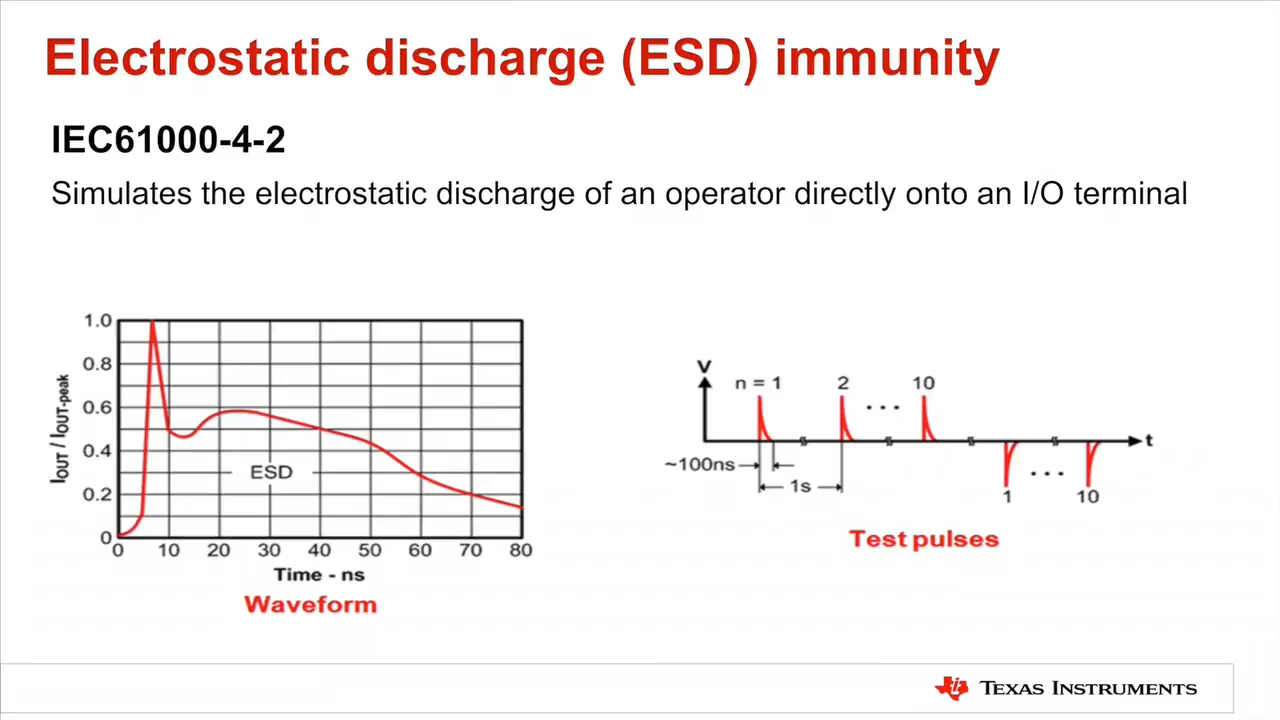 Electrostatic discharge (ESD) immunity
IEC61000-4-2
Simulates the electrostatic discharge of an operator directly onto an I/O terminal
IOUT / IOUT-peak
1.0
0.8
0.6
0.4
0.2
0
ESD
0 10 20 30 40 50 60 70 80
Time - ns
Waveform
V
n = 1 2 ... 10
t
~100ns
1s
1 ... 10
Test pulses
TEXAS INSTRUMENTS